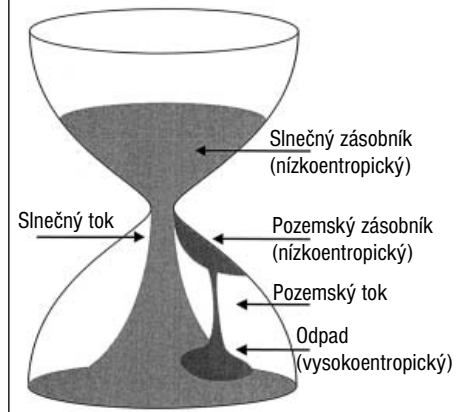 Slnečný zásobník
(nízkoentropický)
Slnečný tok
Pozemský zásobník
(nízkoentropický)
Pozemský tok
Odpad
(vysokoentropický)